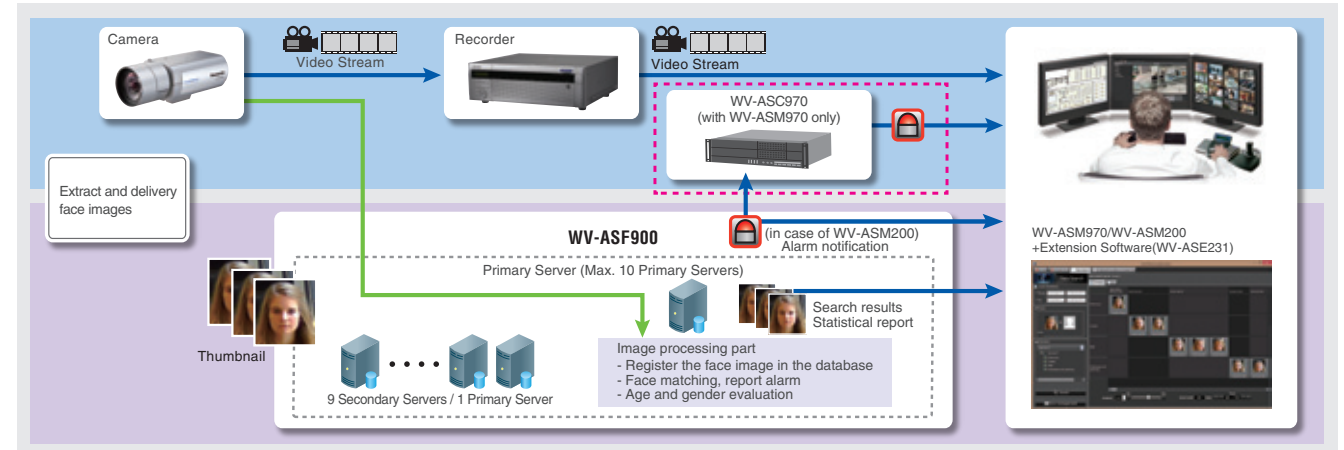 Camera
Video Stream
Recorder
Video Stream
WV-ASC970
(with WV-ASM970 only)
Extract and delivery
face images
WV-ASF900
(in case of WV-ASM200)
Alarm notification
WV-ASM970/WV-ASM200
+Extension Software(WV-ASE231)
Primary Server (Max. 10 Primary Servers)
Search results
Statistical report
Thumbnail
Image processing part
- Register the face image in the database
- Face matching, report alarm
- Age and gender evaluation
9 Secondary Servers / 1 Primary Server